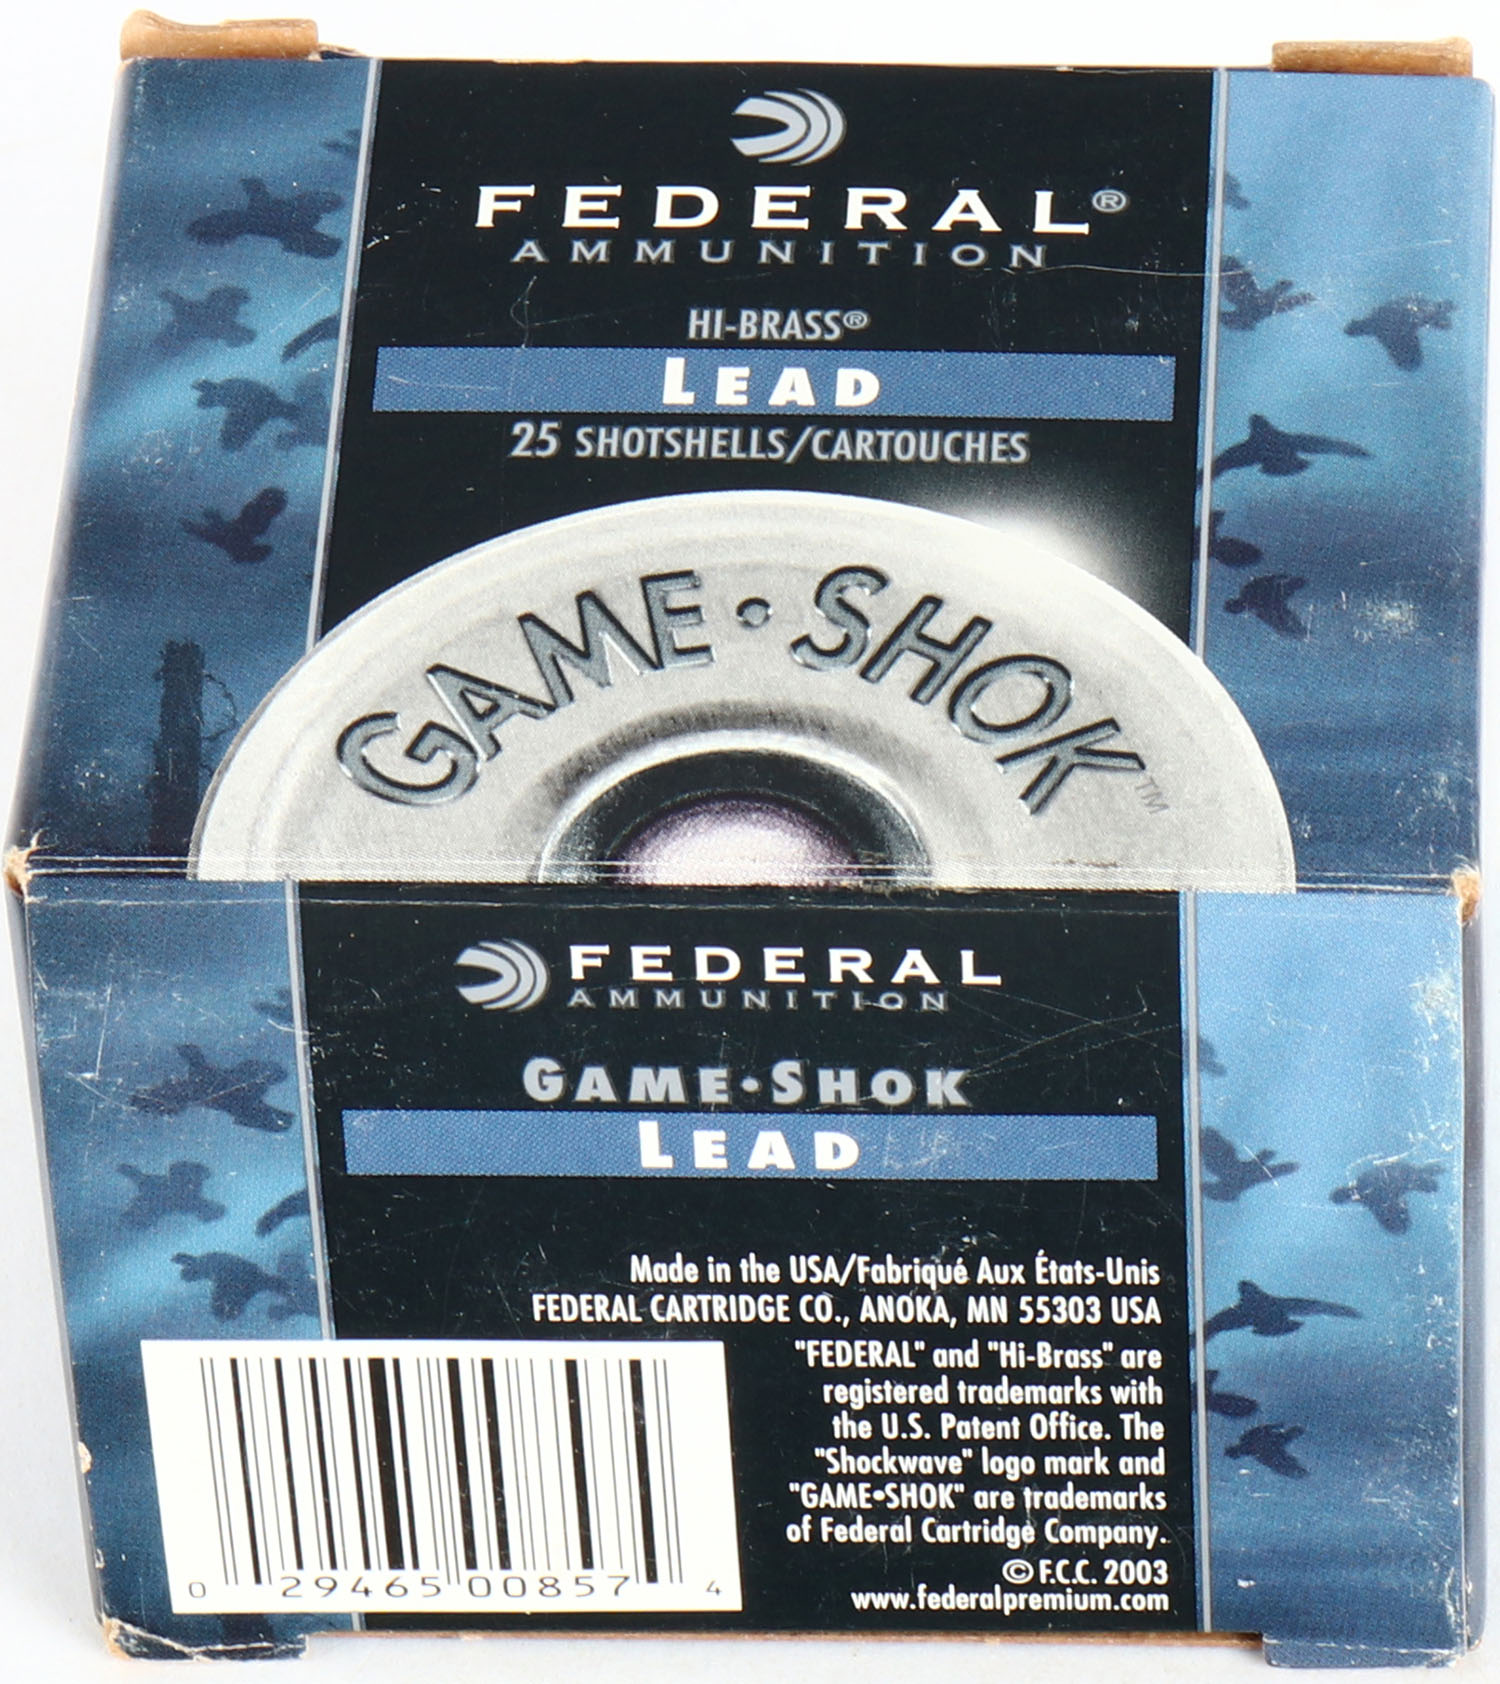 FEDERAL®
AMMUNITION
HI-BRASS®
LEAD
25 SHOTSHELLS/CARTOUCHES
GAME•SHOK™
FEDERAL
AMMUNITION
GAME•SHOK
LEAD
Made in the USA/Fabriqué Aux États-Unis
FEDERAL CARTRIDGE CO., ANOKA, MN 55303 USA
"FEDERAL" and "Hi-Brass" are
registered trademarks with
the U.S. Patent Office. The
"Shockwave" logo mark and
"GAME•SHOK" are trademarks
of Federal Cartridge Company.
© F.C.C. 2003
www.federalpremium.com
0 29465 00857 4